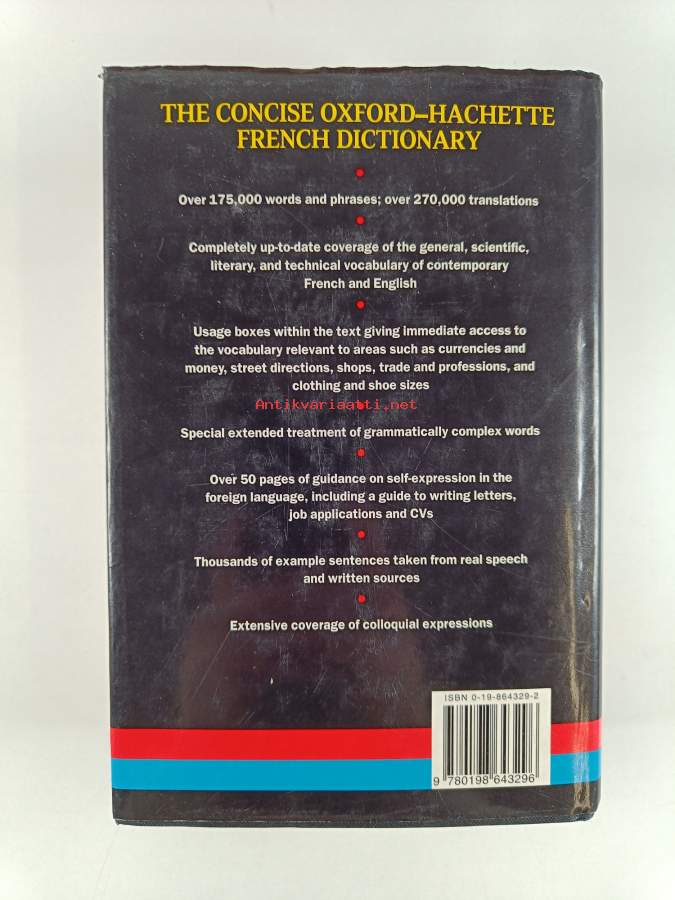 THE CONCISE OXFORD–HACHETTE
FRENCH DICTIONARY
Over 175,000 words and phrases; over 270,000 translations
Completely up-to-date coverage of the general, scientific,
literary, and technical vocabulary of contemporary
French and English
Usage boxes within the text giving immediate access to
the vocabulary relevant to areas such as currencies and
money, street directions, shops, trade and professions, and
clothing and shoe sizes
Antikvariaatti.net
Special extended treatment of grammatically complex words
Over 50 pages of guidance on self-expression in the
foreign language, including a guide to writing letters,
job applications and CVs
Thousands of example sentences taken from real speech
and written sources
Extensive coverage of colloquial expressions
ISBN 0-19-864329-2
9 780198 643296